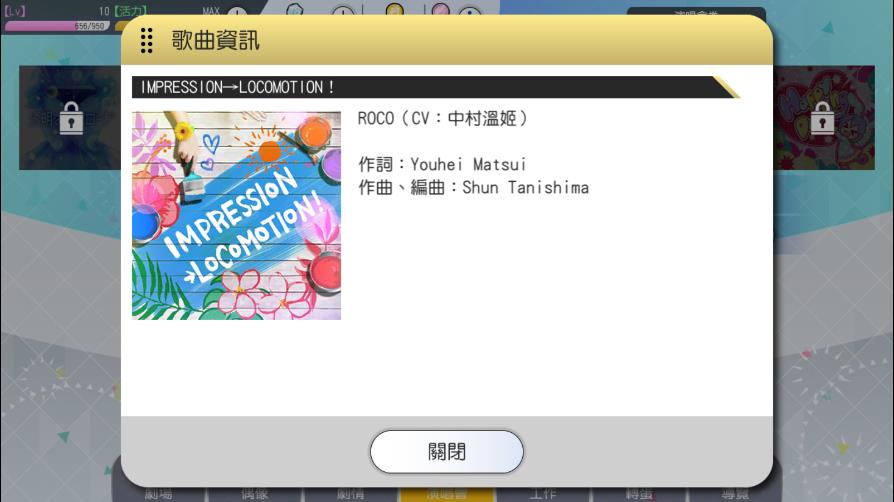 【Lv】 10【活力】 MAX
656/950
歌曲資訊
IMPRESSION→LOCOMOTION！
ROCO（CV：中村溫姬）
作詞：Youhei Matsui
作曲、編曲：Shun Tanishima
IMPRESSION
→LOCOMOTION!
關閉
劇場 偶像 劇情 演唱會 工作 轉蛋 導覽